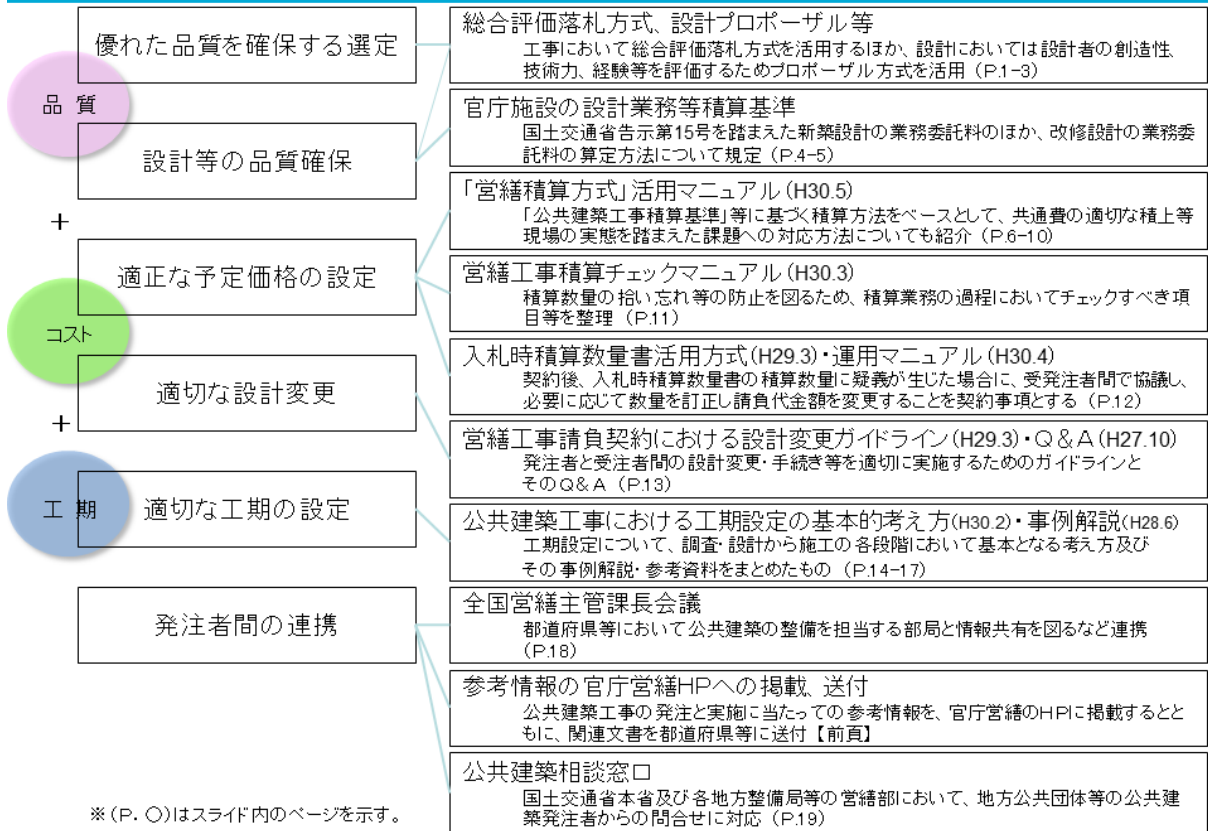 優れた品質を確保する選定
品 質
設計等の品質確保
+
適正な予定価格の設定
コスト
適切な設計変更
+
工 期
適切な工期の設定
発注者間の連携
※(P. ○)はスライド内のページを示す。
総合評価落札方式、設計プロポーザル等
工事において総合評価落札方式を活用するほか、設計においては設計者の創造性、
技術力、経験等を評価するためプロポーザル方式を活用 (P.1-3)
官庁施設の設計業務等積算基準
国土交通省告示第15号を踏まえた新築設計の業務委託料のほか、改修設計の業務委
託料の算定方法について規定 (P.4-5)
「営繕積算方式」活用マニュアル(H30.5)
「公共建築工事積算基準」等に基づく積算方法をベースとして、共通費の適切な積上等
現場の実態を踏まえた課題への対応方法についても紹介 (P.6-10)
営繕工事積算チェックマニュアル(H30.3)
積算数量の拾い忘れ等の防止を図るため、積算業務の過程においてチェックすべき項
目等を整理 (P.11)
入札時積算数量書活用方式(H29.3)・運用マニュアル(H30.4)
契約後、入札時積算数量書の積算数量に疑義が生じた場合に、受発注者間で協議し、
必要に応じて数量を訂正し請負代金額を変更することを契約事項とする (P.12)
営繕工事請負契約における設計変更ガイドライン(H29.3)・Q&A(H27.10)
発注者と受注者間の設計変更・手続き等を適切に実施するためのガイドラインと
そのQ&A (P.13)
公共建築工事における工期設定の基本的考え方(H30.2)・事例解説(H28.6)
工期設定について、調査・設計から施工の各段階において基本となる考え方及び
その事例解説・参考資料をまとめたもの (P.14-17)
全国営繕主管課長会議
都道府県等において公共建築の整備を担当する部局と情報共有を図るなど連携
(P.18)
参考情報の官庁営繕HPへの掲載、送付
公共建築工事の発注と実施に当たっての参考情報を、官庁営繕のHPに掲載するとと
もに、関連文書を都道府県等に送付【前頁】
公共建築相談窓口
国土交通省本省及び各地方整備局等の営繕部において、地方公共団体等の公共建
築発注者からの問合せに対応 (P.19)